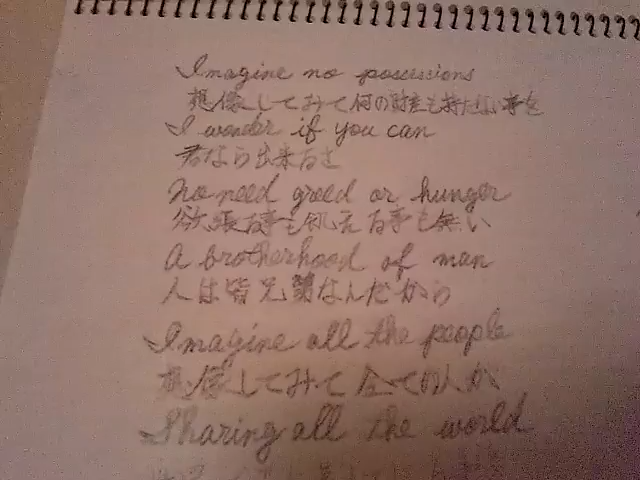 Imagine no possessions
想像してみて何の財産も持たない事を
I wonder if you can
君なら出来るさ
No need greed or hunger
欲張る事も飢える事も無い
A brotherhood of man
人は皆兄弟なんだから
Imagine all the people
想像してみて全ての人が
Sharing all the world